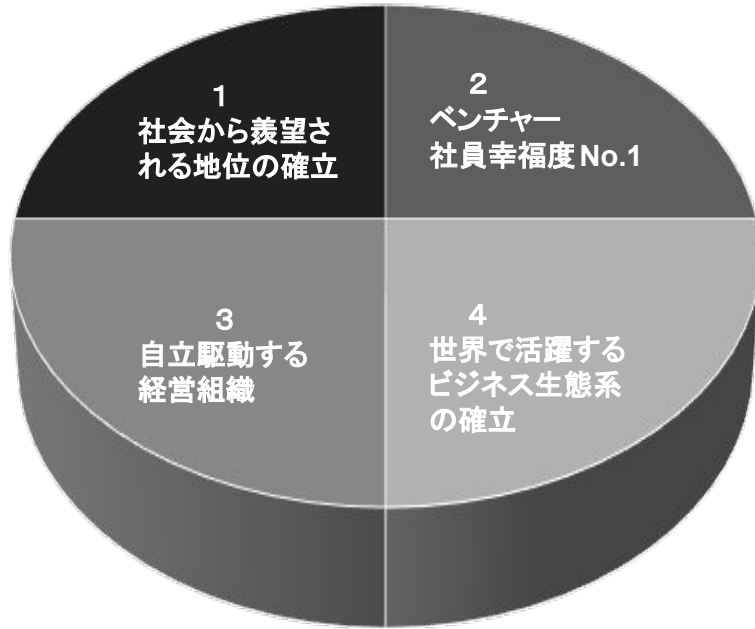 1
社会から羨望さ
れる地位の確立
2
ベンチャー
社員幸福度No.1
3
自立駆動する
経営組織
4
世界で活躍する
ビジネス生態系
の確立